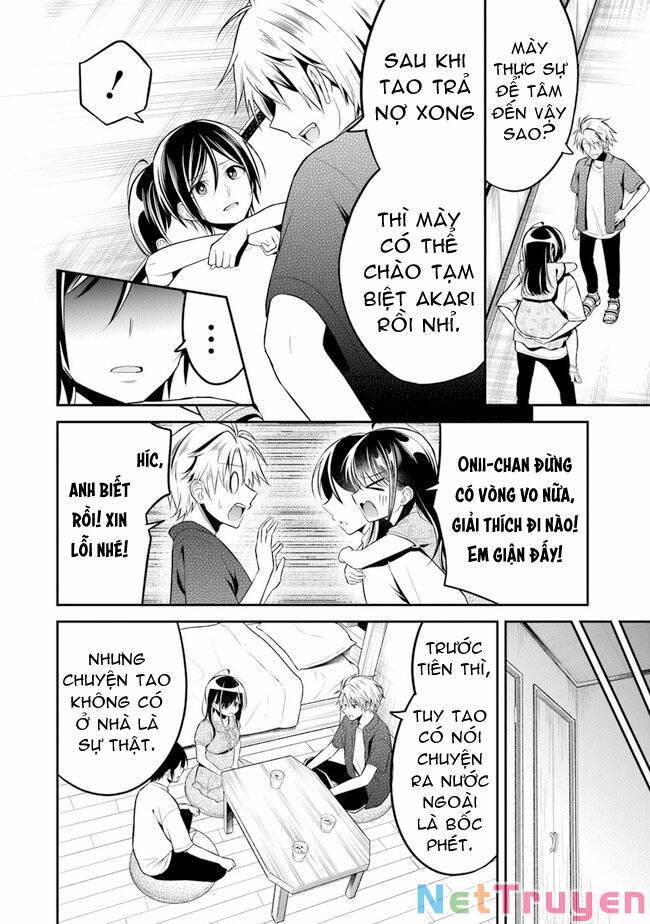 MÀY
THỰC SỰ
ĐỂ TÂM
ĐẾN VẬY
SAO?
SAU KHI
TAO TRẢ
NỢ XONG
THÌ MÀY
CÓ THỂ
CHÀO TẠM
BIỆT AKARI
RỒI NHỈ.
!
...
ONII-CHAN ĐỪNG
CÓ VÒNG VO NỮA,
GIẢI THÍCH ĐI NÀO!
EM GIẬN ĐẤY!
HÍC,
ANH BIẾT
RỒI! XIN
LỖI NHÉ!
TRƯỚC
TIÊN THÌ,
TUY TAO
CÓ NÓI
CHUYỆN
RA NƯỚC
NGOÀI
LÀ BỐC
PHÉT.
NHƯNG
CHUYỆN TAO
KHÔNG CÓ
Ở NHÀ LÀ
SỰ THẬT.
NetTruyen